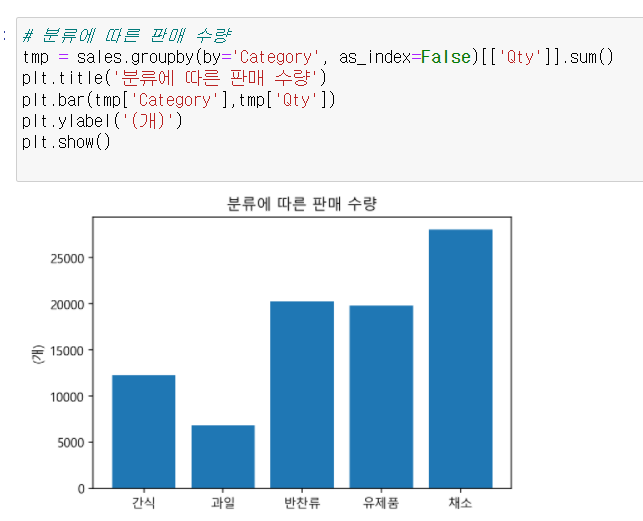 :
# 분류에 따른 판매 수량
tmp = sales.groupby(by='Category', as_index=False)[['Qty']].sum()
plt.title('분류에 따른 판매 수량')
plt.bar(tmp['Category'],tmp['Qty'])
plt.ylabel('(개)')
plt.show()
분류에 따른 판매 수량
25000
20000
15000
(개)
10000
5000
0
간식 과일 반찬류 유제품 채소